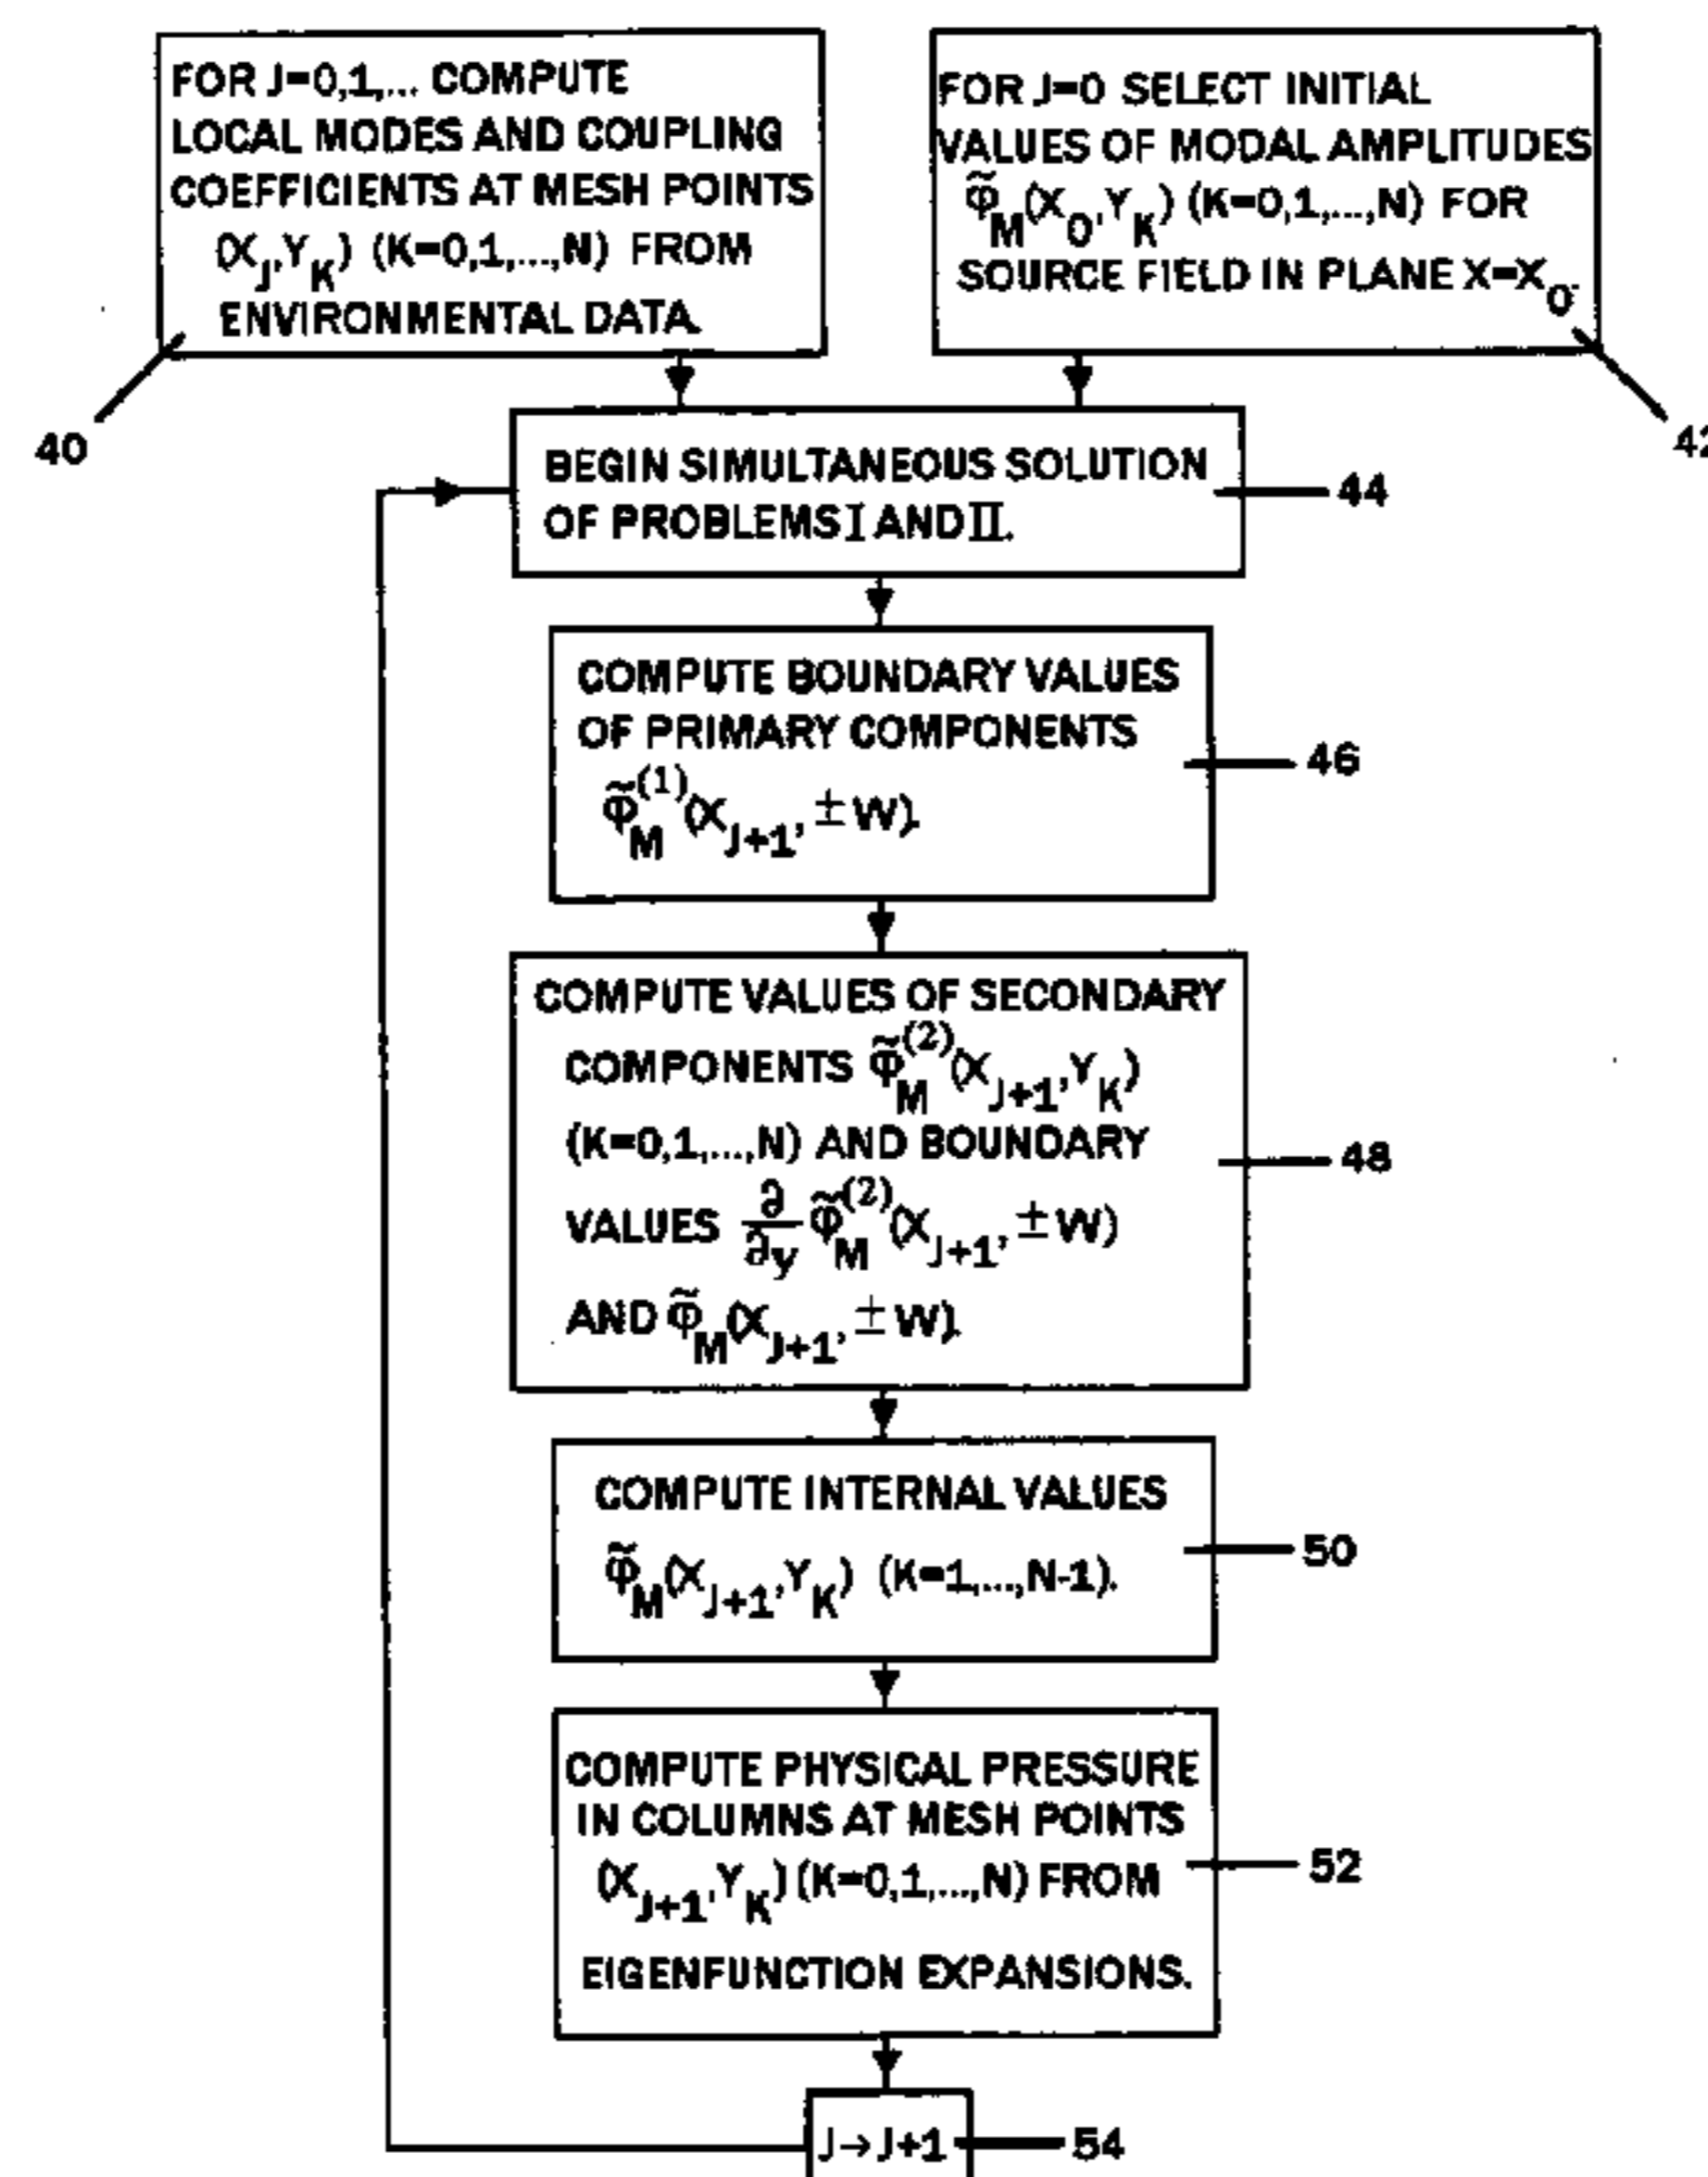 FOR J=0,1,... COMPUTE
LOCAL MODES AND COUPLING
COEFFICIENTS AT MESH POINTS
(X_J,Y_K) (K=0,1,...,N) FROM
ENVIRONMENTAL DATA.
40
FOR J=0 SELECT INITIAL
VALUES OF MODAL AMPLITUDES
φ̃_M(X_0,Y_K) (K=0,1,...,N) FOR
SOURCE FIELD IN PLANE X=X_0.
42
BEGIN SIMULTANEOUS SOLUTION
OF PROBLEMS I AND II.
44
COMPUTE BOUNDARY VALUES
OF PRIMARY COMPONENTS
φ̃_M^(1)(X_J+1, ± W).
46
COMPUTE VALUES OF SECONDARY
COMPONENTS φ̃_M^(2)(X_J+1,Y_K)
(K=0,1,...,N) AND BOUNDARY
VALUES ∂/∂y φ̃_M^(2)(X_J+1, ± W)
AND φ̃_M(X_J+1, ± W).
48
COMPUTE INTERNAL VALUES
φ̃_M(X_J+1,Y_K) (K=1,...,N-1).
50
COMPUTE PHYSICAL PRESSURE
IN COLUMNS AT MESH POINTS
(X_J+1,Y_K) (K=0,1,...,N) FROM
EIGENFUNCTION EXPANSIONS.
52
J→J+1
54